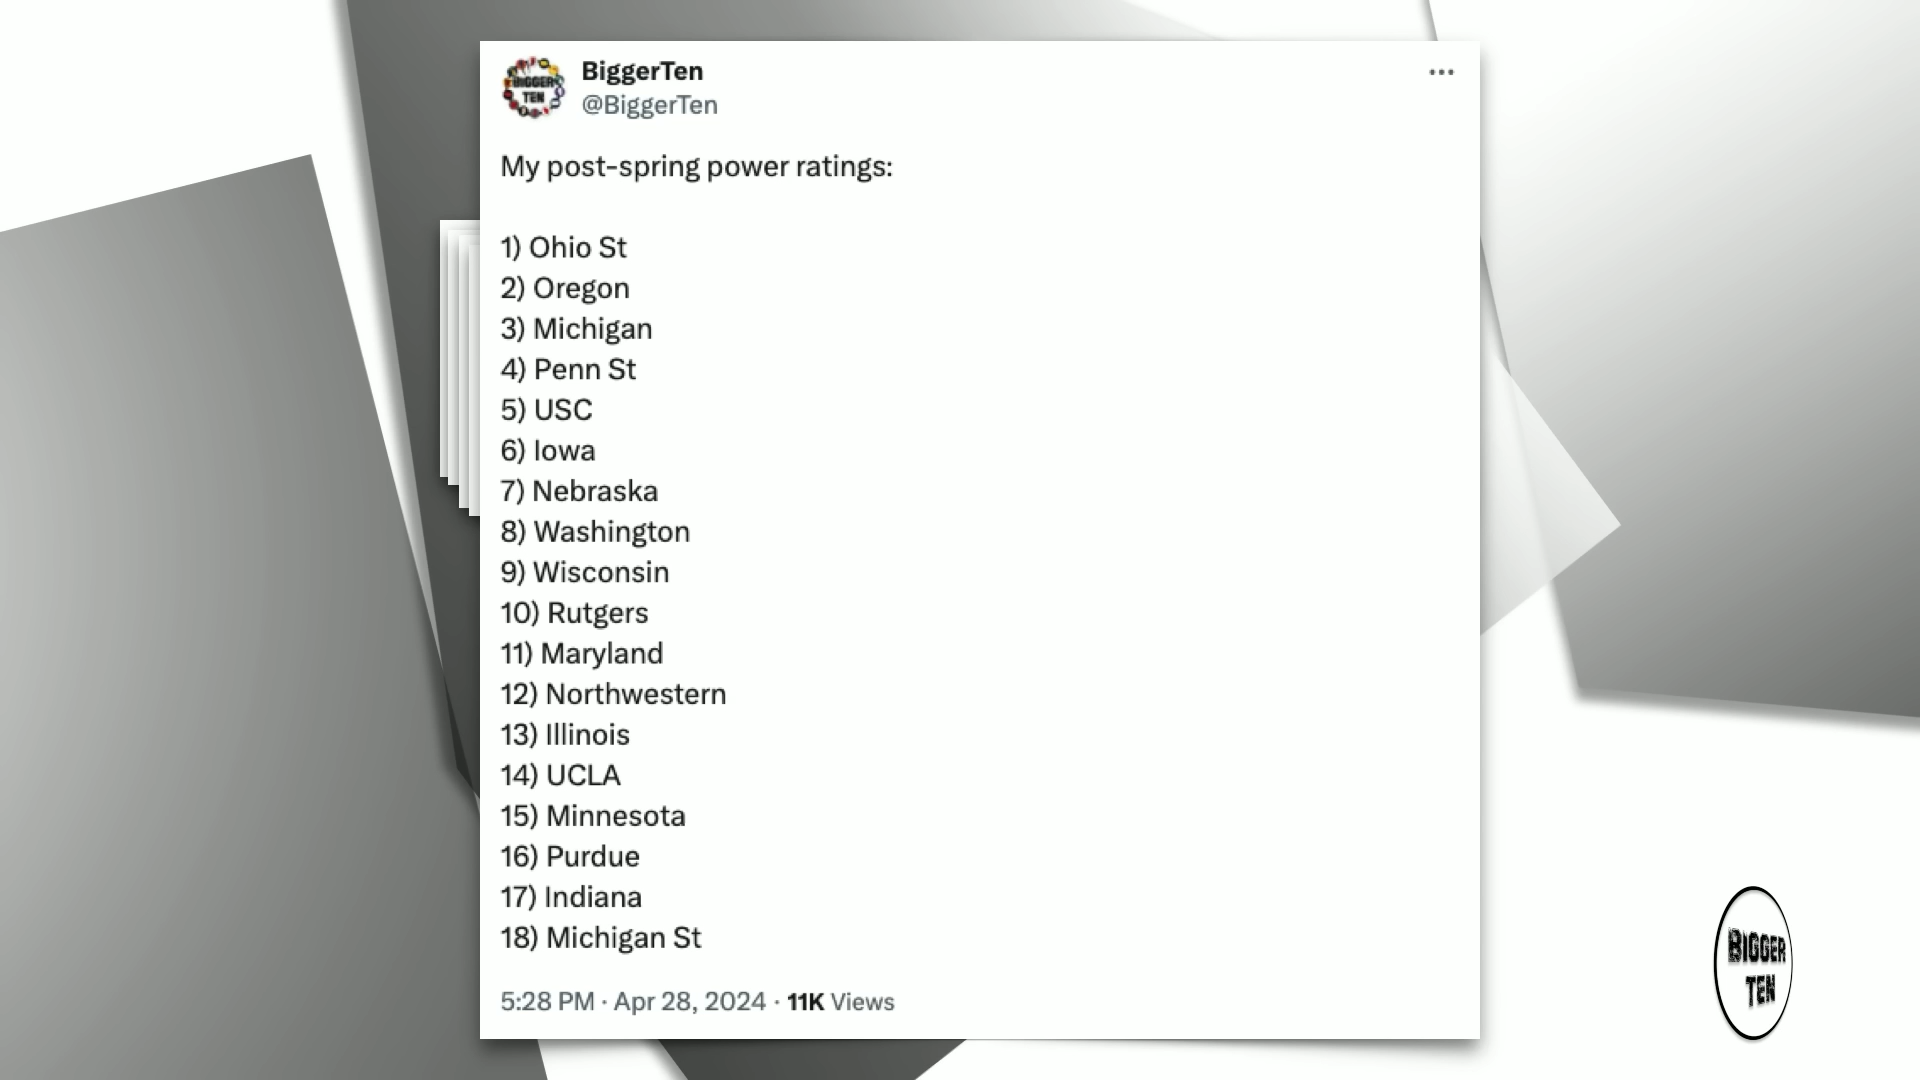 BIGGER
TEN
BiggerTen
@BiggerTen
My post-spring power ratings:
1) Ohio St
2) Oregon
3) Michigan
4) Penn St
5) USC
6) Iowa
7) Nebraska
8) Washington
9) Wisconsin
10) Rutgers
11) Maryland
12) Northwestern
13) Illinois
14) UCLA
15) Minnesota
16) Purdue
17) Indiana
18) Michigan St
5:28 PM · Apr 28, 2024 · 11K Views
BIGGER
TEN